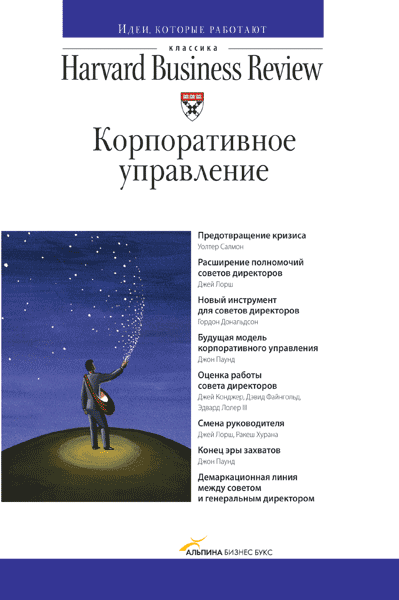 Идеи, которые работают
классика
Harvard Business Review
Корпоративное
управление
Предотвращение кризиса
Уолтер Салмон
Расширение полномочий
советов директоров
Джей Лорш
Новый инструмент
для советов директоров
Гордон Дональдсон
Будущая модель
корпоративного управления
Джон Паунд
Оценка работы
совета директоров
Джей Конджер, Дэвид Файнголд,
Эдвард Лолер III
Смена руководителя
Джей Лорш, Ракеш Хурана
Конец эры захватов
Джон Паунд
Демаркационная линия
между советом
и генеральным директором
АЛЬПИНА БИЗНЕС БУКС